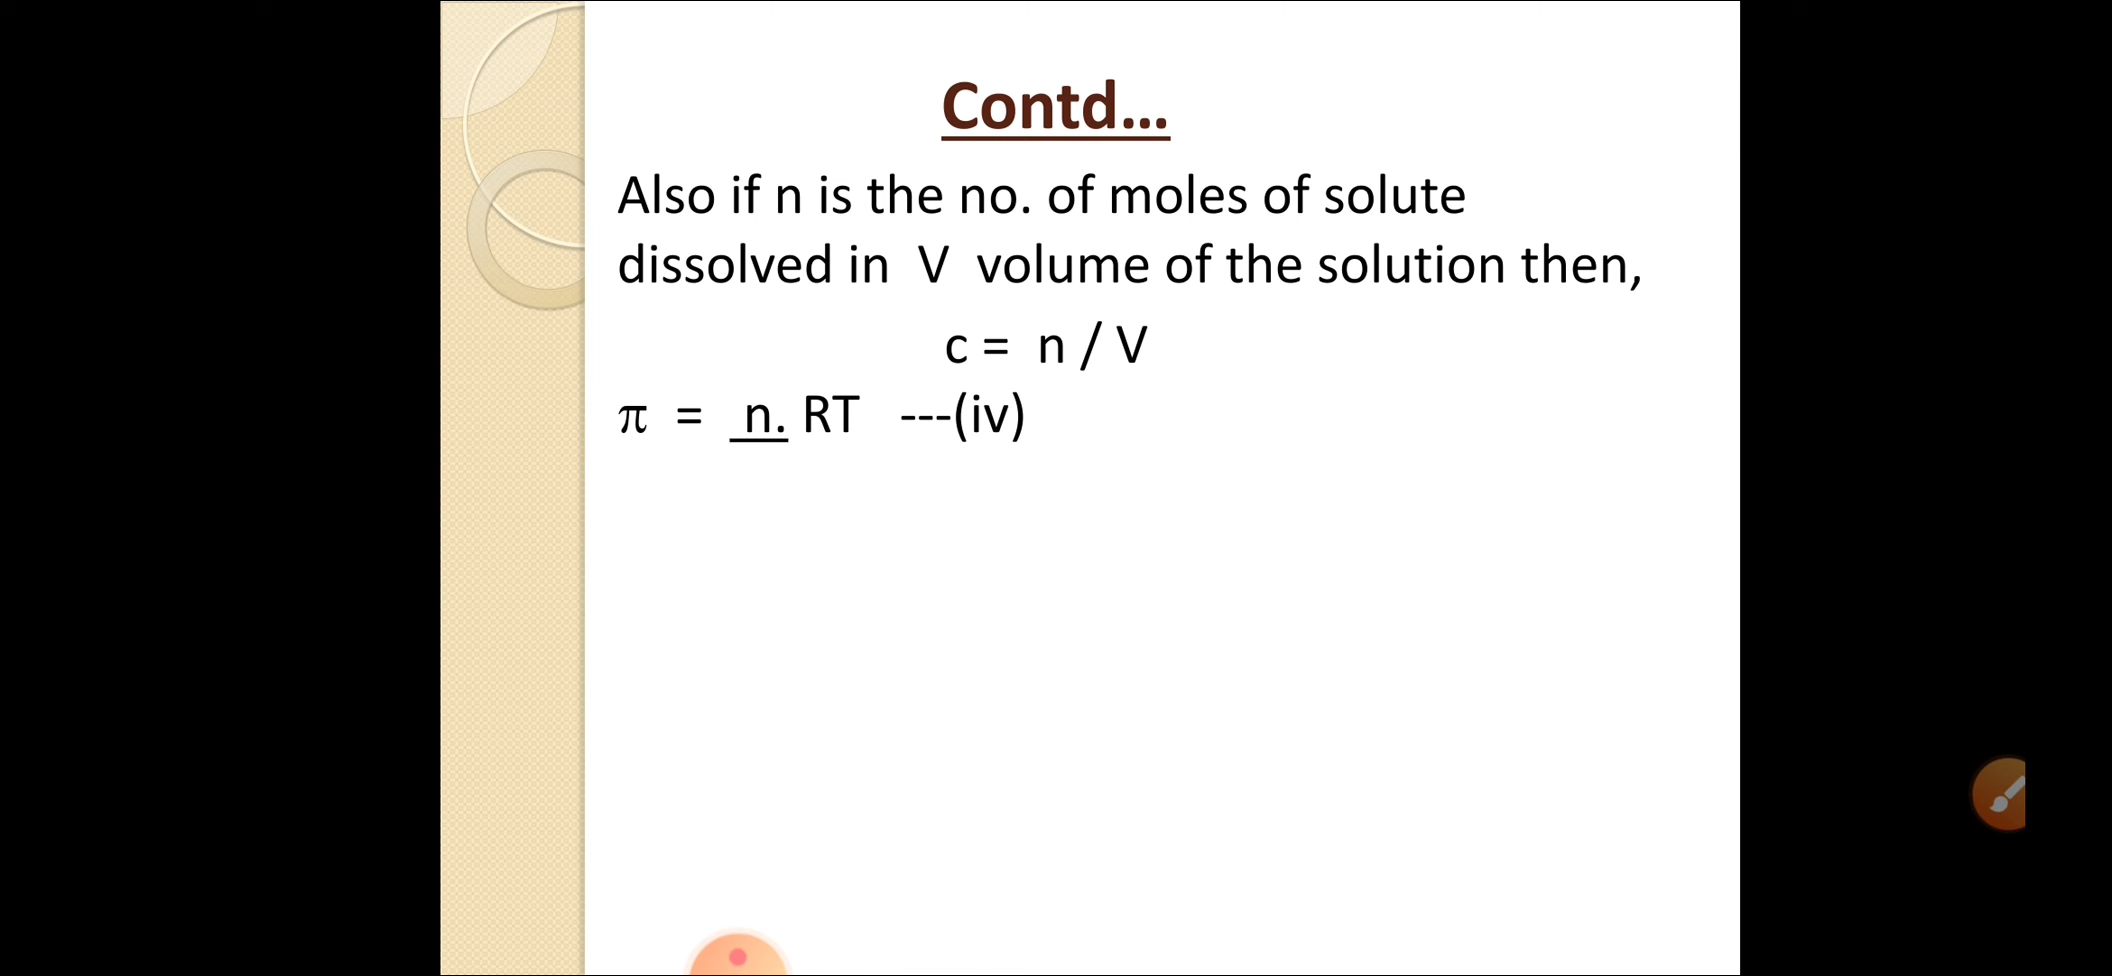 Contd...
Also if n is the no. of moles of solute
dissolved in V volume of the solution then,
c = n / V
π = n. RT ---(iv)